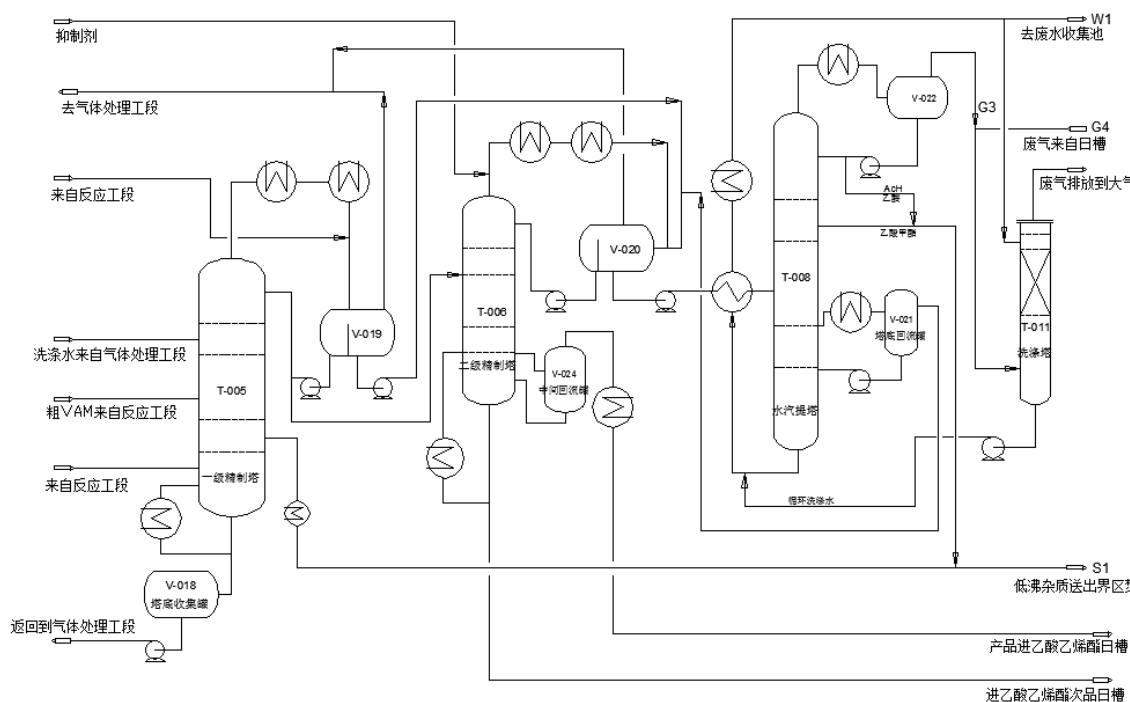 抑制剂
W1
去废水收集池
去气体处理工段
V-022
G3
G4
废气来自日槽
来自反应工段
废气排放到大气
AcH
乙酸
乙酸甲酯
V-020
T-008
V-019
T-006
V-021
塔底回流罐
T-011
洗涤塔
洗涤水来自气体处理工段
二级精制塔
V-024
中间回流罐
T-005
粗VAM来自反应工段
水汽提塔
来自反应工段
一级精制塔
循环洗涤水
V-018
塔底收集罐
S1
低沸杂质送出界区
返回到气体处理工段
产品进乙酸乙烯酯日槽
进乙酸乙烯酯次品日槽